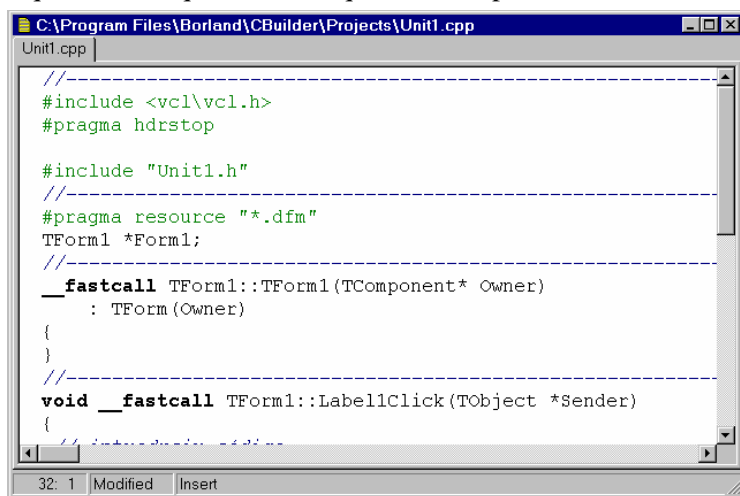 C:\Program Files\Borland\CBuilder\Projects\Unit1.cpp
Unit1.cpp
//-----------------------------------------------------------
#include <vcl\vcl.h>
#pragma hdrstop
#include "Unit1.h"
//-----------------------------------------------------------
#pragma resource "*.dfm"
TForm1 *Form1;
//-----------------------------------------------------------
__fastcall TForm1::TForm1(TComponent* Owner)
: TForm(Owner)
{
}
//-----------------------------------------------------------
void __fastcall TForm1::Label1Click(TObject *Sender)
{
//
32: 1 Modified Insert